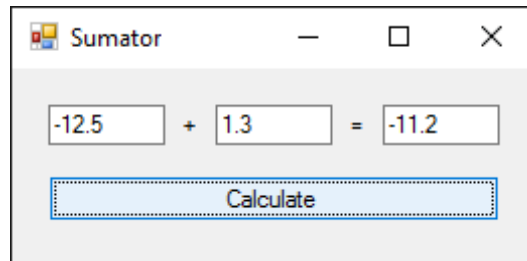 Sumator
-12.5 + 1.3 = -11.2
Calculate